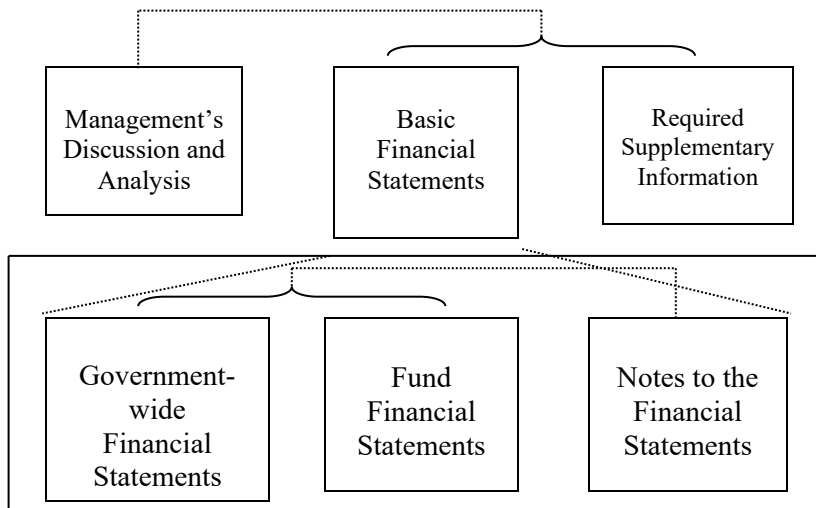 Management’s
Discussion and
Analysis
Basic
Financial
Statements
Required
Supplementary
Information
Government-
wide
Financial
Statements
Fund
Financial
Statements
Notes to the
Financial
Statements